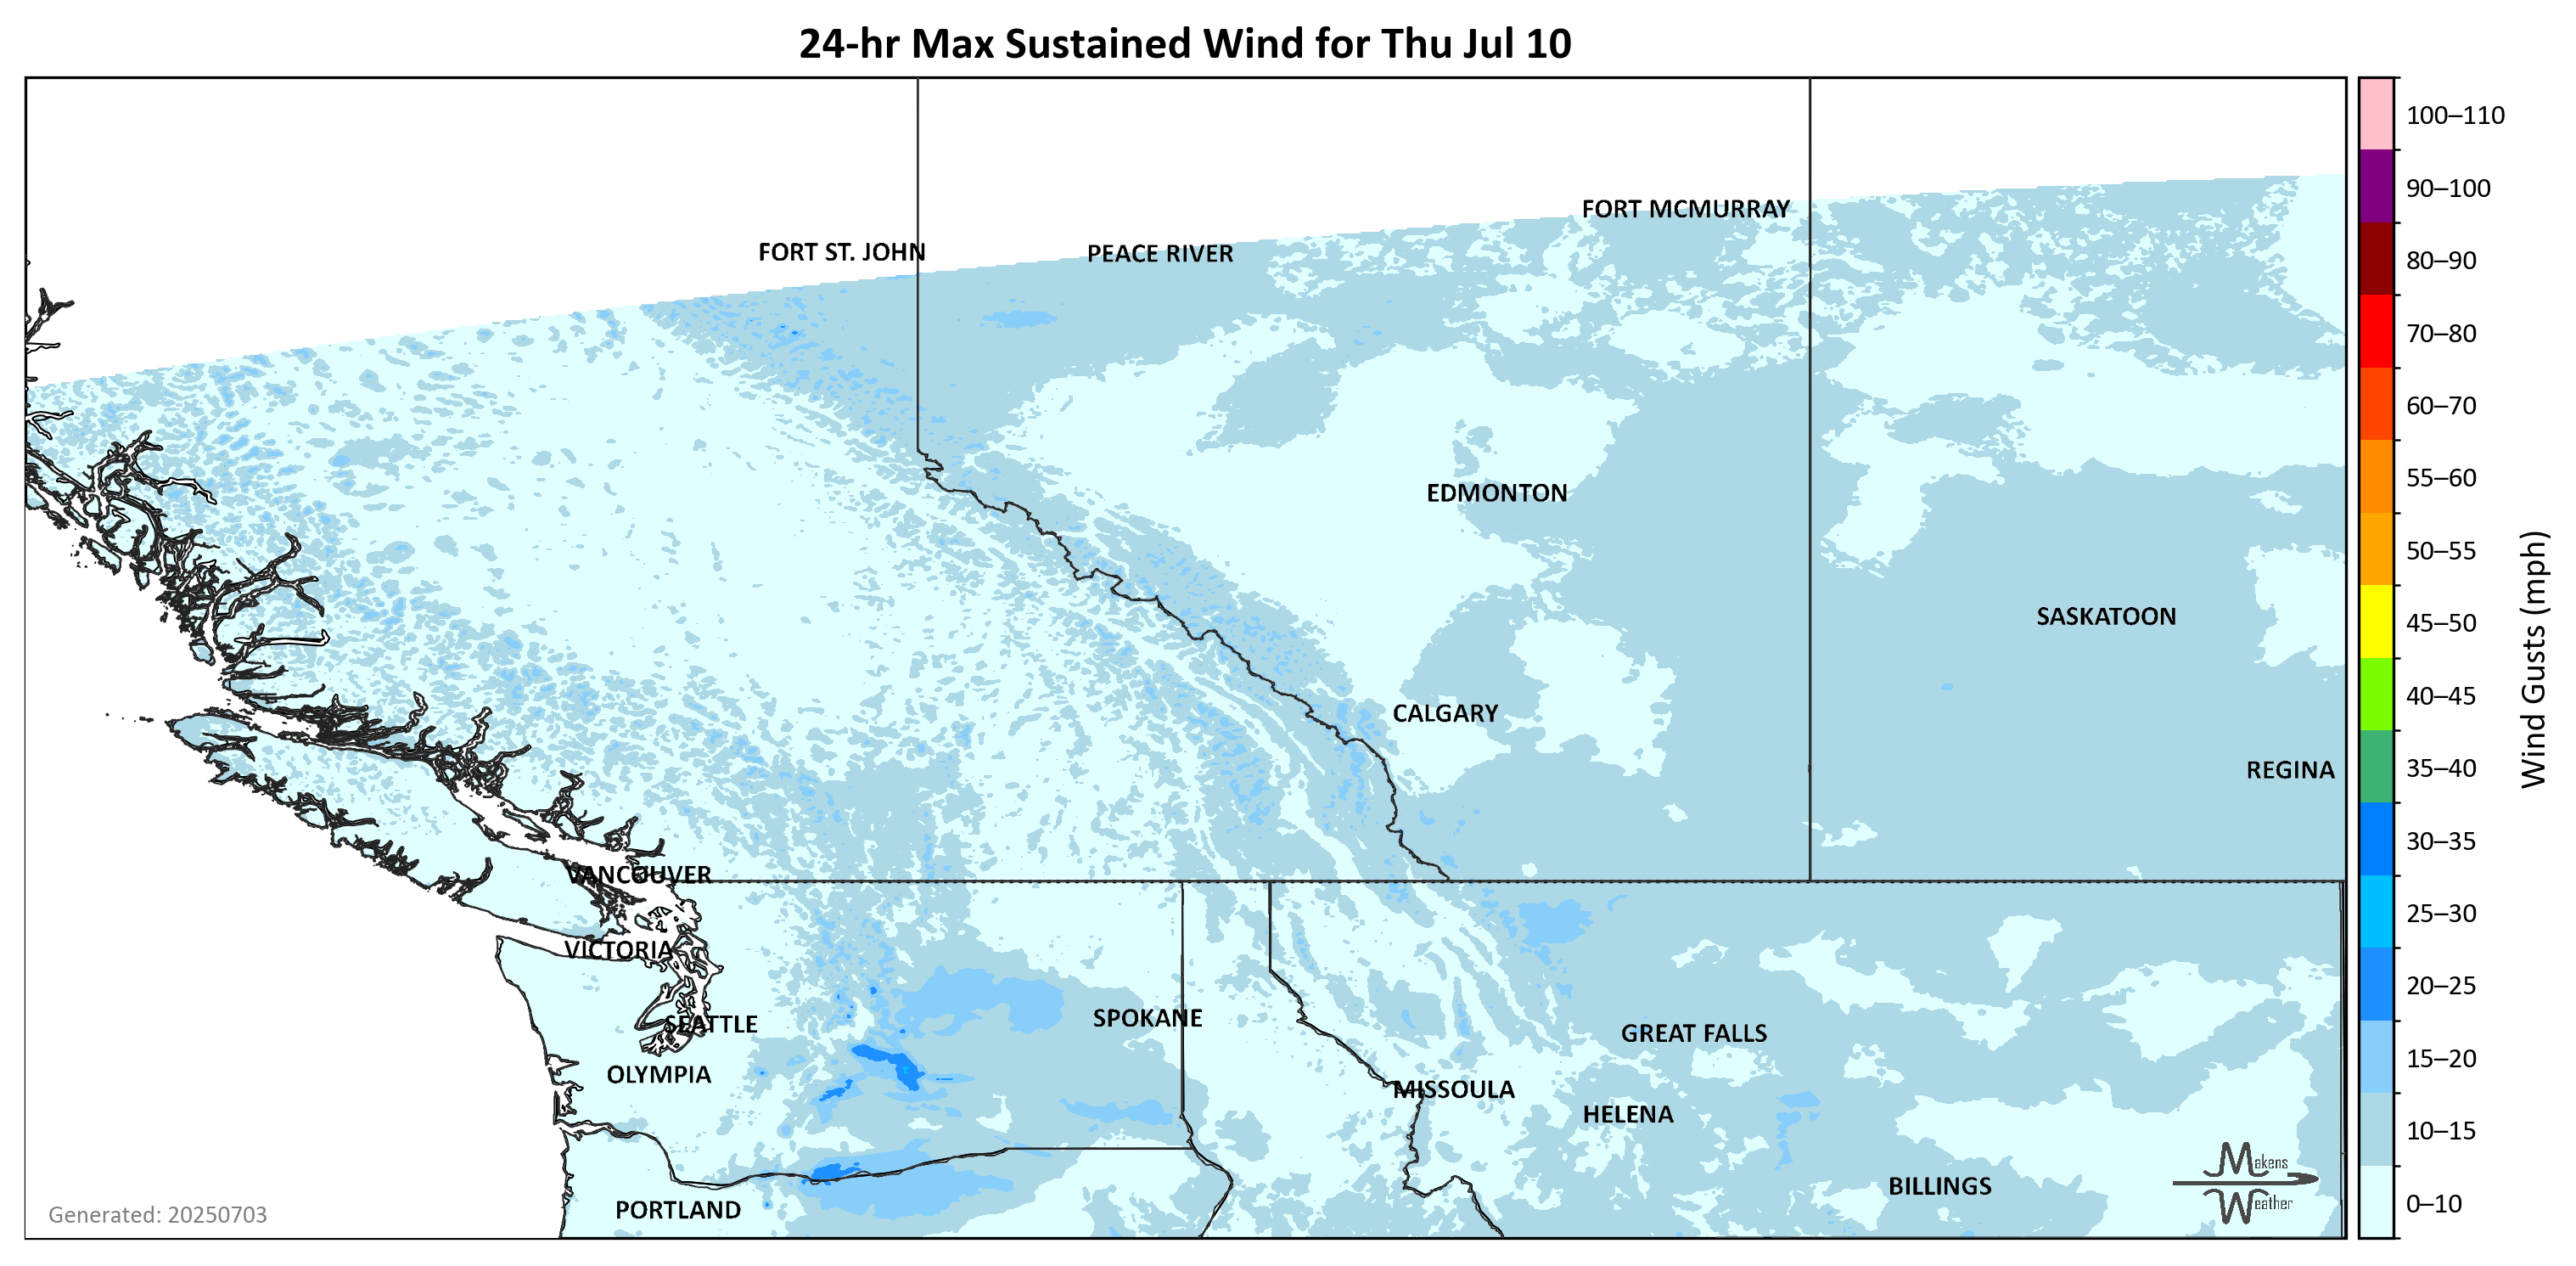 24-hr Max Sustained Wind for Thu Jul 10
100–110
90–100
80–90
70–80
60–70
55–60
50–55
45–50
40–45
35–40
30–35
25–30
20–25
15–20
10–15
0–10
Wind Gusts (mph)
FORT MCMURRAY
FORT ST. JOHN
PEACE RIVER
EDMONTON
SASKATOON
CALGARY
REGINA
VANCOUVER
VICTORIA
SEATTLE
SPOKANE
GREAT FALLS
OLYMPIA
MISSOULA
HELENA
BILLINGS
PORTLAND
Makens
Weather
Generated: 20250703